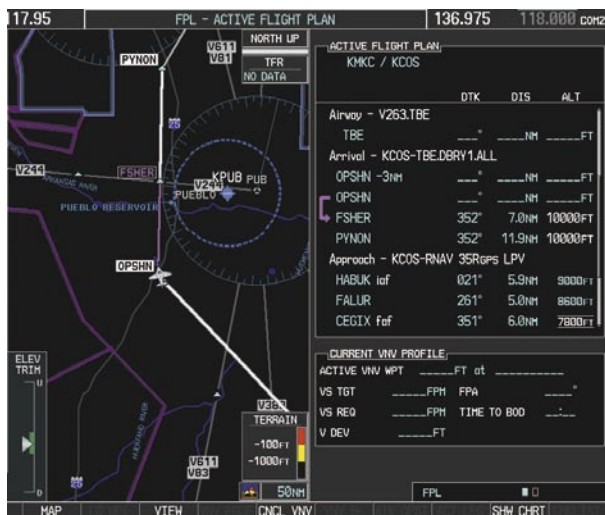 117.95 FPL - ACTIVE FLIGHT PLAN 136.975 118.000 COM2
NORTH UP
TFR
NO DATA
V611
V81
PYNON
25
V244
FSHER
KPUB PUB
V244
PUEBLO
ARKANSAS RIVER
PUEBLO RESERVOIR
OPSHN
HUERFANO RIVER
V611
V83
25
ELEV
TRIM
U
D
TERRAIN
-100FT
-1000FT
50NM
ACTIVE FLIGHT PLAN
KMKC / KCOS
DTK DIS ALT
Airway - V263.TBE
TBE ___° ____NM _____FT
Arrival - KCOS-TBE.DBRY1.ALL
OPSHN -3NM ___° ____NM _____FT
OPSHN ___° ____NM _____FT
FSHER 352° 7.0NM 10000FT
PYNON 352° 11.9NM 10000FT
Approach - KCOS-RNAV 35RGPS LPV
HABUK iaf 021° 5.9NM 9000FT
FALUR 261° 5.0NM 8600FT
CEGIX faf 351° 6.0NM 7800FT
CURRENT VNV PROFILE
ACTIVE VNV WPT _____FT at __________
VS TGT _____FPM FPA ____°
VS REQ _____FPM TIME TO BOD __:__
V DEV _____FT
FPL
MAP VIEW CNCL VNV SHW CHRT